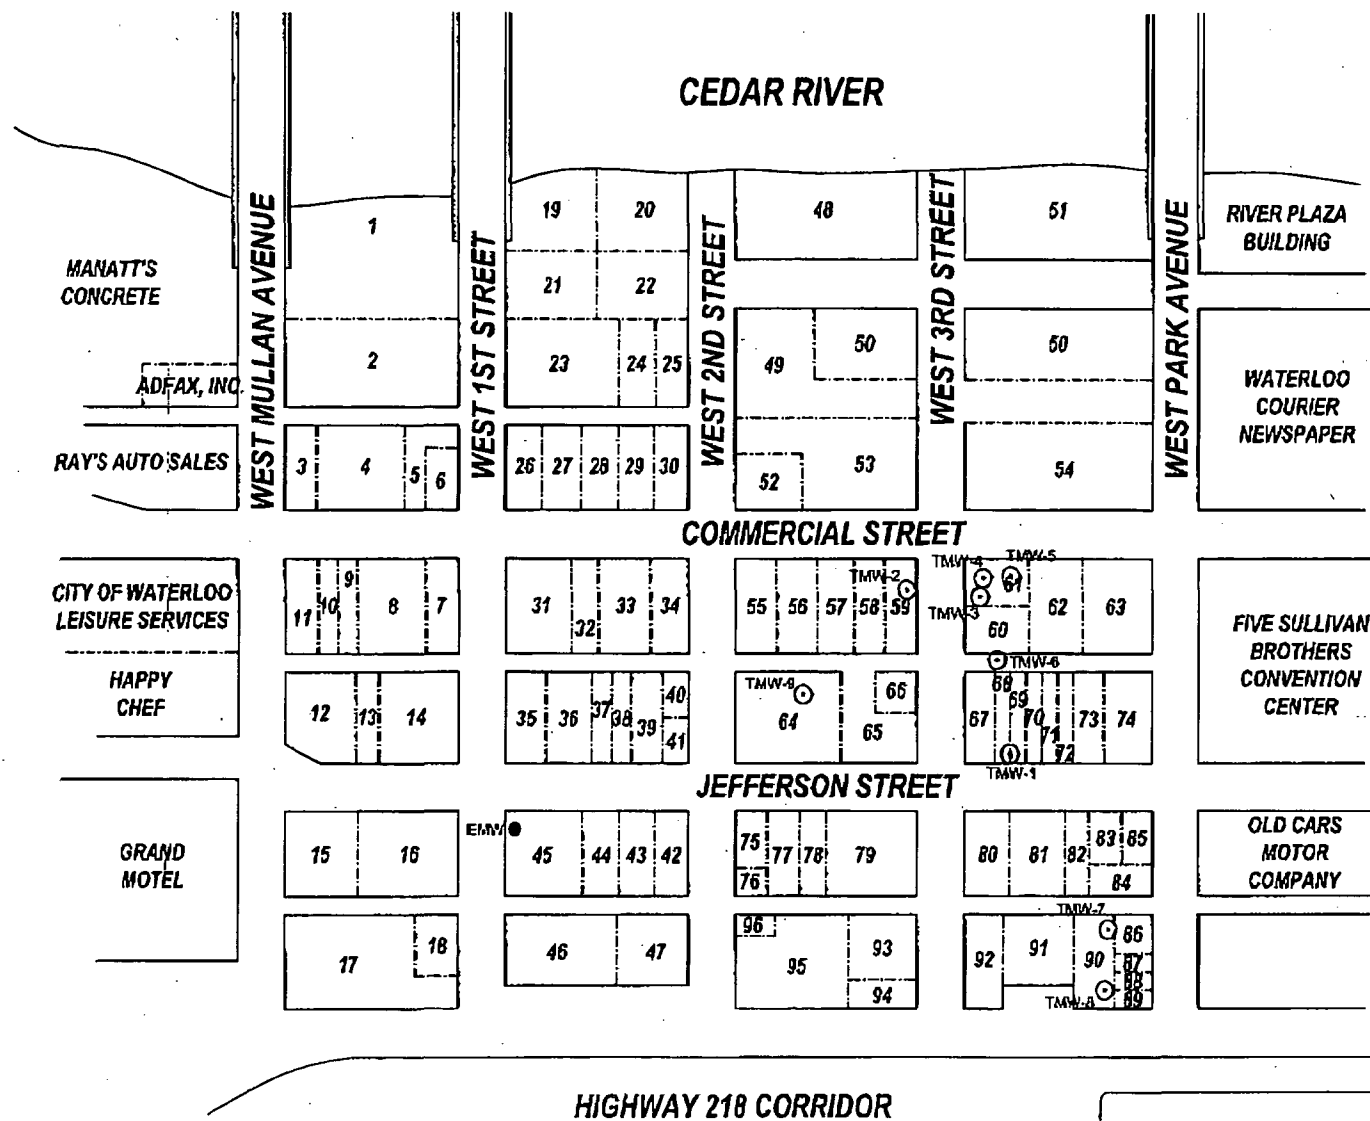 CEDAR RIVER
WEST MULLAN AVENUE
WEST 1ST STREET
WEST 2ND STREET
WEST 3RD STREET
WEST PARK AVENUE
1
19
20
48
51
RIVER PLAZA
BUILDING
MANATT'S
CONCRETE
21
22
2
23
24
25
49
50
50
ADFAX, INC.
WATERLOO
COURIER
NEWSPAPER
RAY'S AUTO SALES
3
4
5
6
26
27
28
29
30
52
53
54
COMMERCIAL STREET
CITY OF WATERLOO
LEISURE SERVICES
11
10
9
8
7
31
32
33
34
55
56
57
58
59
TMW-2
TMW-4
TMW-5
TMW-3
61
60
62
63
FIVE SULLIVAN
BROTHERS
CONVENTION
CENTER
HAPPY
CHEF
12
13
14
35
36
37
38
39
40
41
TMW-9
64
65
66
TMW-6
67
68
69
70
71
72
73
74
TMW-1
JEFFERSON STREET
GRAND
MOTEL
15
16
EMW
45
44
43
42
75
76
77
78
79
80
81
82
83
85
84
OLD CARS
MOTOR
COMPANY
17
18
46
47
96
95
93
94
92
91
90
TMW-7
86
87
88
89
TMW-8
HIGHWAY 218 CORRIDOR